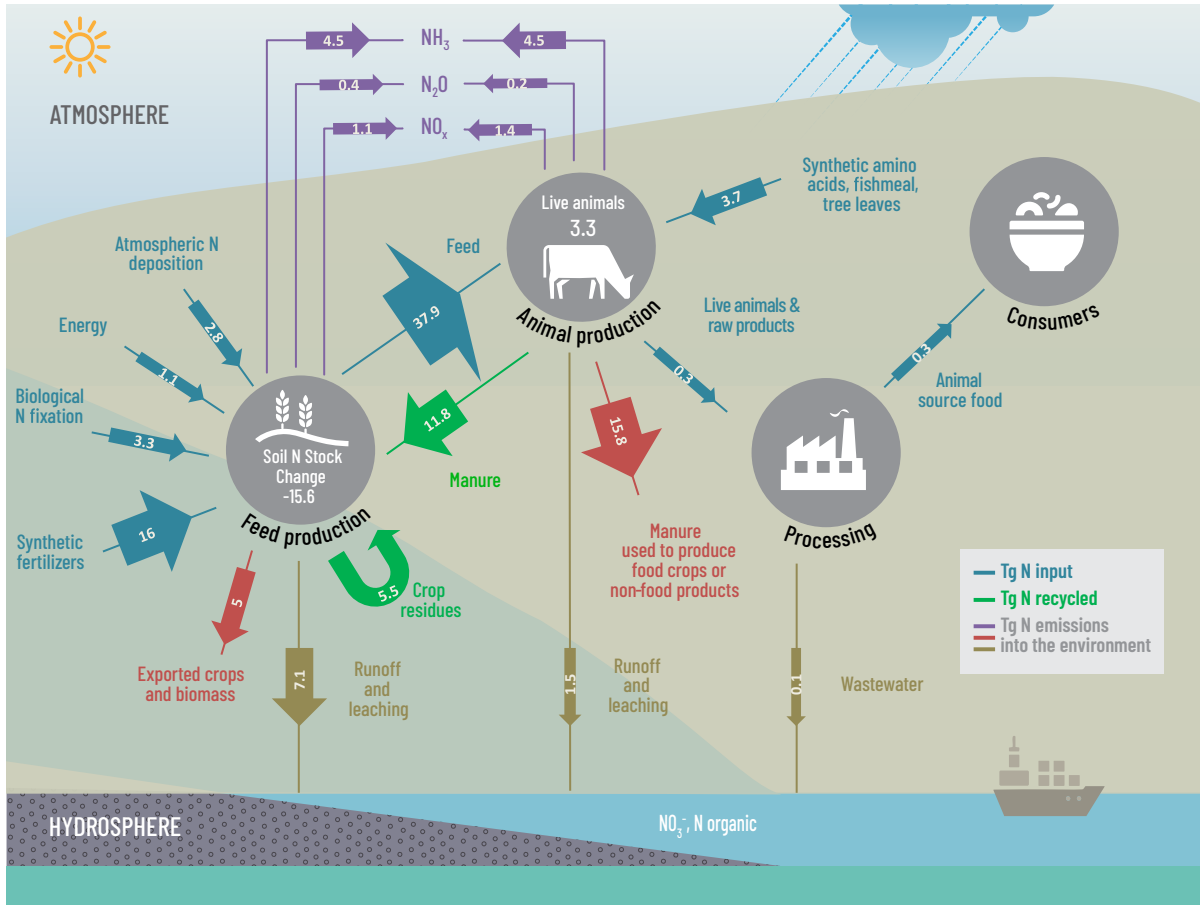 4.5
NH₃
4.5
0.4
N₂O
0.2
ATMOSPHERE
1.1
NOₓ
1.4
Synthetic amino
acids, fishmeal,
tree leaves
3.7
Live animals
3.3
Animal production
Consumers
Atmospheric N
deposition
2.8
Feed
37.9
Live animals &
raw products
0.3
0.3
Animal
source food
Energy
1.1
Biological
N fixation
3.3
11.8
Manure
15.8
Soil N Stock
Change
-15.6
Feed production
Processing
Synthetic
fertilizers
16
5.5
Crop
residues
Manure
used to produce
food crops or
non-food products
5
Exported crops
and biomass
7.1
Runoff
and
leaching
1.5
Runoff
and
leaching
0.1
Wastewater
Tg N input
Tg N recycled
Tg N emissions
into the environment
HYDROSPHERE
NO₃⁻, N organic